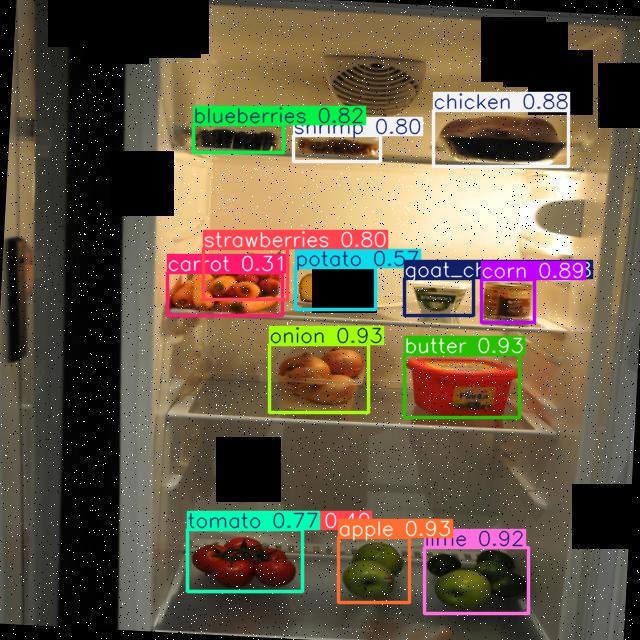 blueberries 0.82
shrimp 0.80
chicken 0.88
strawberries 0.80
carrot 0.31
potato 0.57
corn 0.89
onion 0.93
butter 0.93
tomato 0.77
apple 0.93
lime 0.92